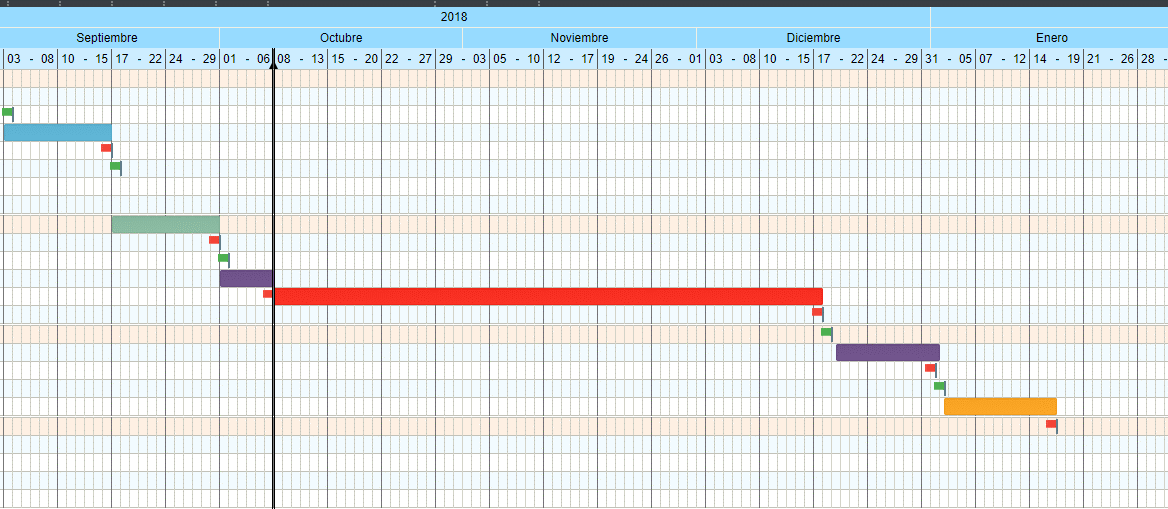 2018
Septiembre Octubre Noviembre Diciembre Enero
03 - 08 10 - 15 17 - 22 24 - 29 01 - 06 08 - 13 15 - 20 22 - 27 29 - 03 05 - 10 12 - 17 19 - 24 26 - 01 03 - 08 10 - 15 17 - 22 24 - 29 31 - 05 07 - 12 14 - 19 21 - 26 28 -